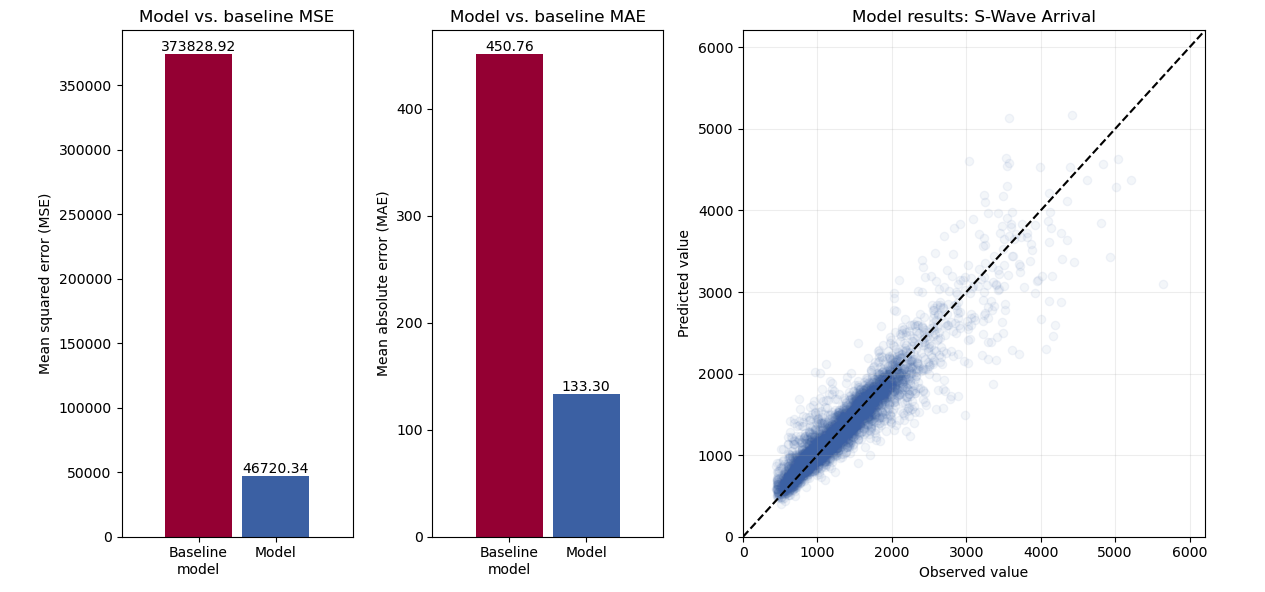 Model vs. baseline MSE
373828.92
46720.34
350000
300000
250000
200000
150000
100000
50000
0
Mean squared error (MSE)
Baseline
model
Model
Model vs. baseline MAE
450.76
133.30
400
300
200
100
0
Mean absolute error (MAE)
Baseline
model
Model
Model results: S-Wave Arrival
6000
5000
4000
3000
2000
1000
0
Predicted value
0 1000 2000 3000 4000 5000 6000
Observed value